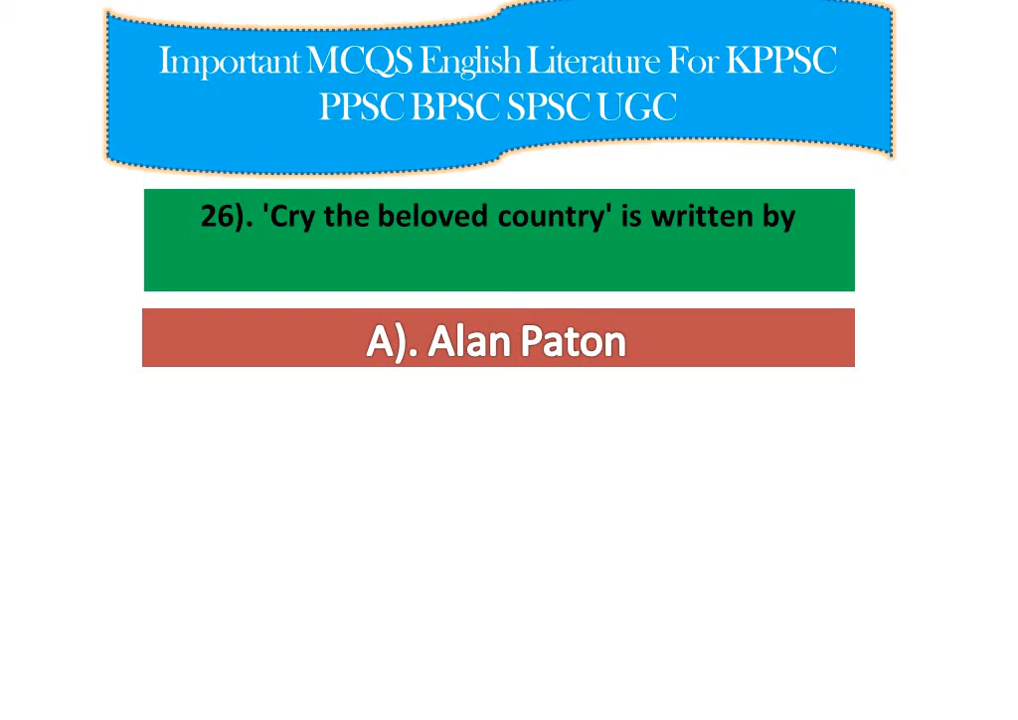 Important MCQS English Literature For KPPSC
PPSC BPSC SPSC UGC
26). 'Cry the beloved country' is written by
A). Alan Paton